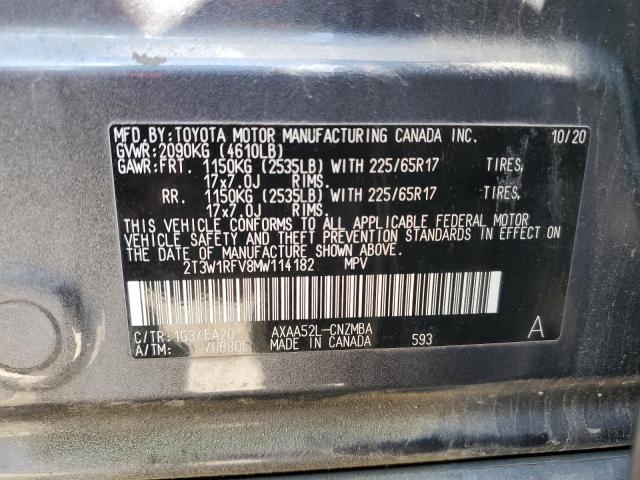 MFD.BY:TOYOTA MOTOR MANUFACTURING CANADA INC. 10/20
GVWR:2090KG (4610LB)
GAWR:FRT. 1150KG (2535LB) WITH 225/65R17 TIRES,
17x7.0J RIMS.
RR. 1150KG (2535LB) WITH 225/65R17 TIRES,
17x7.0J RIMS.
THIS VEHICLE CONFORMS TO ALL APPLICABLE FEDERAL MOTOR
VEHICLE SAFETY AND THEFT PREVENTION STANDARDS IN EFFECT ON
THE DATE OF MANUFACTURE SHOWN ABOVE.
2T3W1RFV8MW114182 MPV
C/TR:1G3/EA20 AXAA52L-CNZMBA
A/TM: MADE IN CANADA 593 A